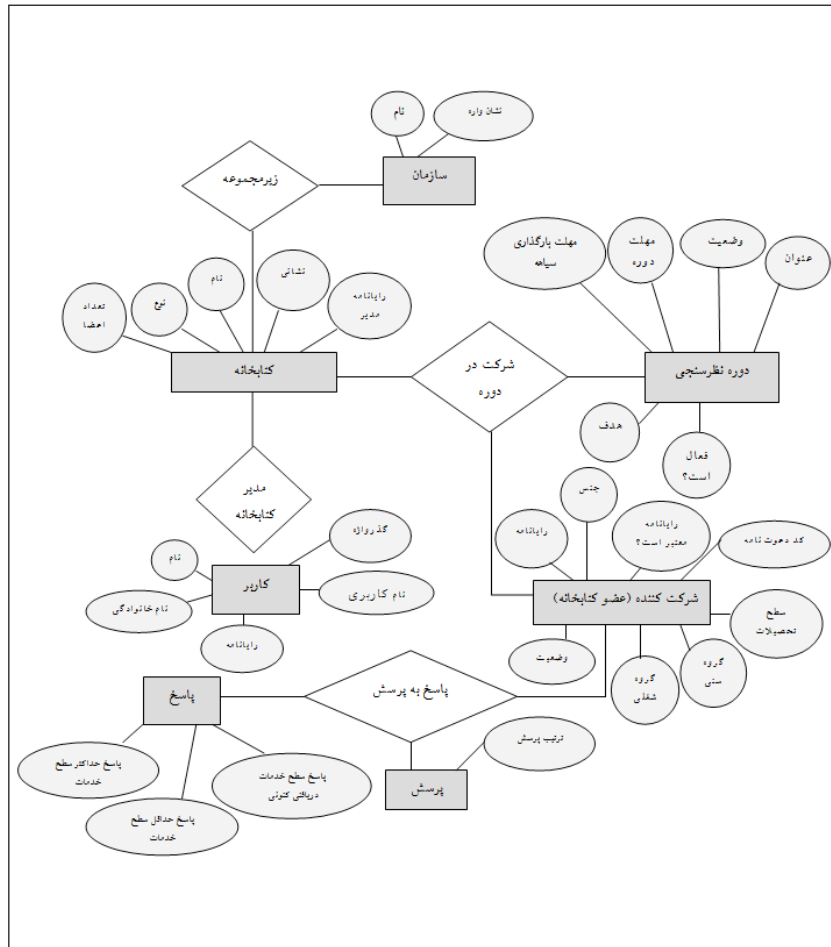 نشان واره
نام
سازمان
زیرمجموعه
عنوان
وضعیت
مهلت
دوره
مهلت بارگذاری
سیاهه
رایانامه
مدیر
نشانی
نام
نوع
تعداد
اعضا
کتابخانه
شرکت در
دوره
دوره نظرسنجی
هدف
فعال
است؟
مدیر
کتابخانه
جنس
رایانامه
رایانامه
معتبر است؟
کد دعوت نامه
گذرواژه
نام
کاربر
نام کاربری
نام خانوادگی
رایانامه
شرکت کننده (عضو کتابخانه)
سطح
تحصیلات
گروه
سنی
گروه
شغلی
وضعیت
پاسخ به پرسش
پاسخ
ترتیب پرسش
پرسش
پاسخ حداکثر سطح
خدمات
پاسخ سطح خدمات
دریافتی کنونی
پاسخ حداقل سطح
خدمات